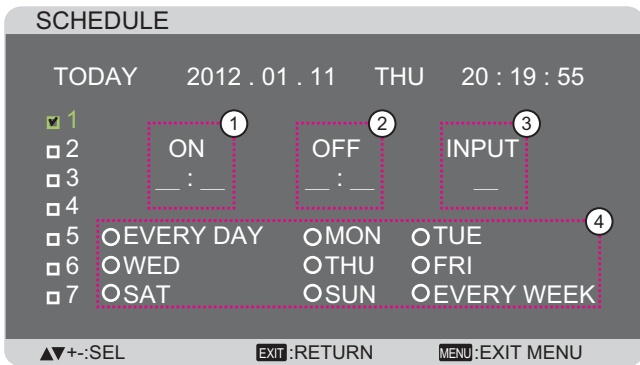 SCHEDULE
TODAY 2012 . 01 . 11 THU 20 : 19 : 55
1 1 2 3
2 ON OFF INPUT
3 __ : __ __ : __ __
4 4
5 EVERY DAY MON TUE
6 WED THU FRI
7 SAT SUN EVERY WEEK
▲▼+-:SEL EXIT :RETURN MENU :EXIT MENU